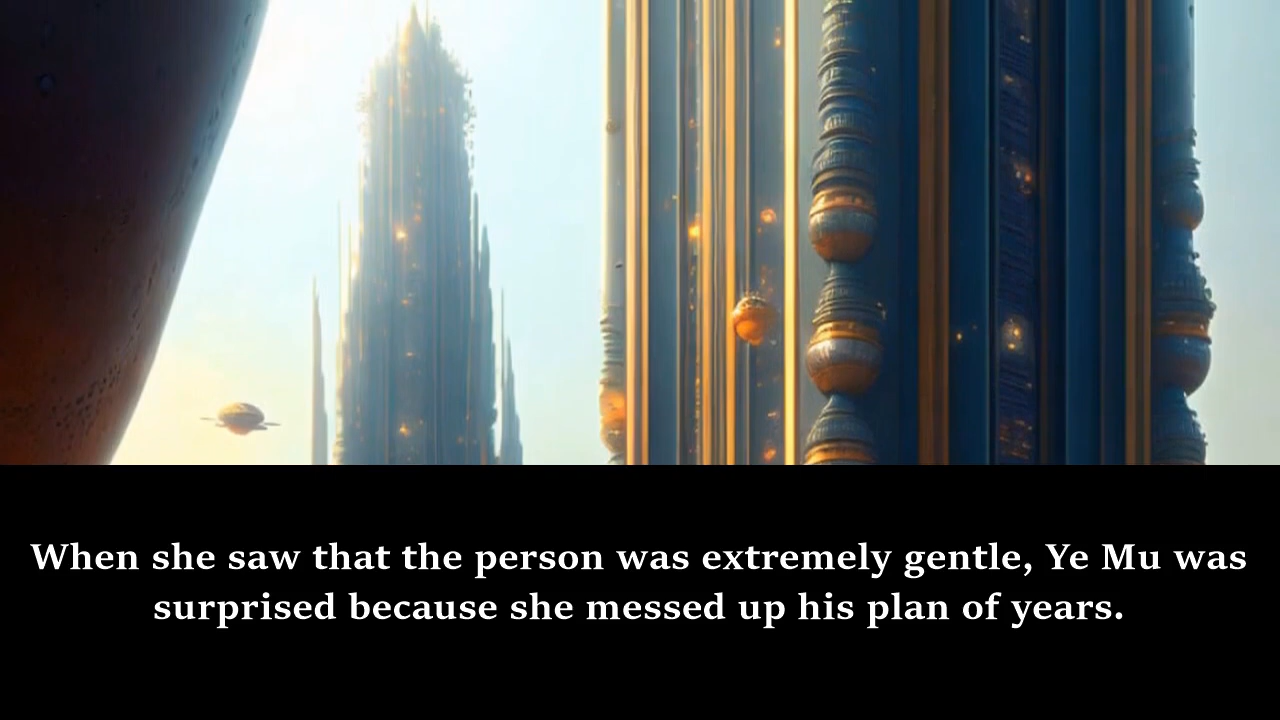 When she saw that the person was extremely gentle, Ye Mu was
surprised because she messed up his plan of years.